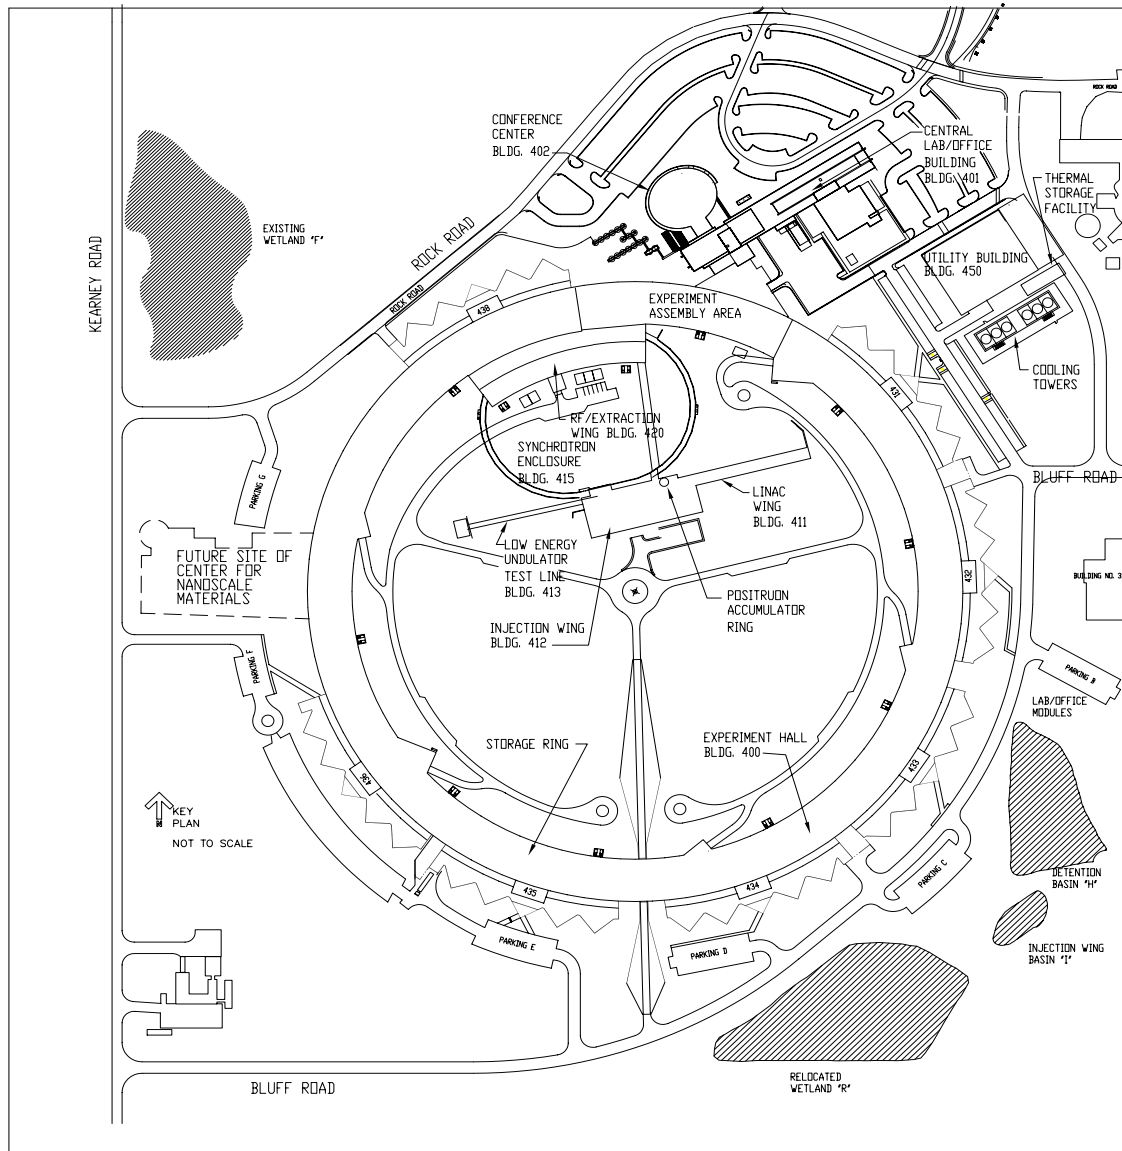 ROCK ROAD
CONFERENCE
CENTER
BLDG. 402
CENTRAL
LAB/OFFICE
BUILDING
BLDG. 401
THERMAL
STORAGE
FACILITY
EXISTING
WETLAND "F"
KEARNEY ROAD
ROCK ROAD
ROCK ROAD
UTILITY BUILDING
BLDG. 450
EXPERIMENT
ASSEMBLY AREA
438
COOLING
TOWERS
431
RF/EXTRACTION
WING BLDG. 420
SYNCHROTRON
ENCLOSURE
BLDG. 415
BLUFF ROAD
PARKING G
LINAC
WING
BLDG. 411
LOW ENERGY
UNDULATOR
TEST LINE
BLDG. 413
FUTURE SITE OF
CENTER FOR
NANOSCALE
MATERIALS
432
BUILDING NO. 3
POSITRUON
ACCUMULATOR
RING
INJECTION WING
BLDG. 412
PARKING F
PARKING B
LAB/OFFICE
MODULES
STORAGE RING
EXPERIMENT HALL
BLDG. 400
433
436
KEY
PLAN
NOT TO SCALE
PARKING C
DETENTION
BASIN "H"
435
434
PARKING E
PARKING D
INJECTION WING
BASIN "I"
RELOCATED
WETLAND "R"
BLUFF ROAD